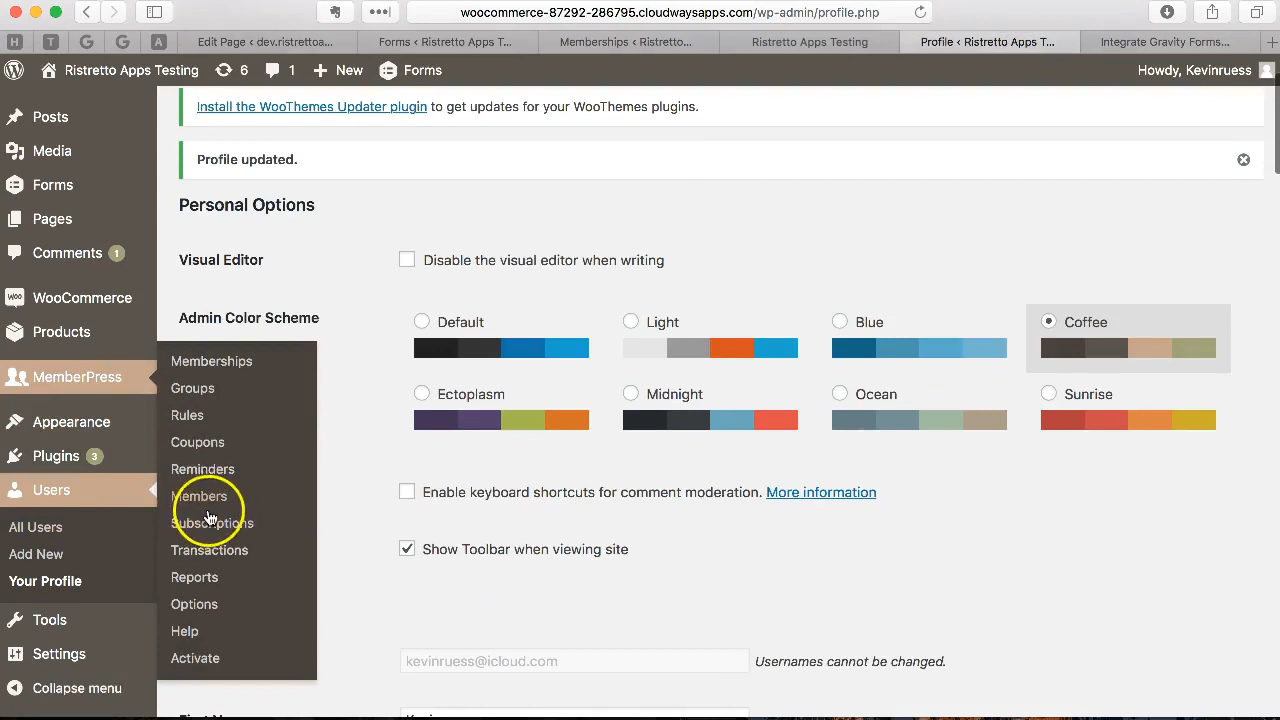 woocommerce-87292-286795.cloudwaysapps.com/wp-admin/profile.php
H T G G A Edit Page ‹ dev.ristrettoa... Forms ‹ Ristretto Apps T... Memberships ‹ Ristretto... Ristretto Apps Testing Profile ‹ Ristretto Apps T... Integrate Gravity Forms...
Ristretto Apps Testing 6 1 New Forms Howdy, Kevinruess
Posts
Media
Forms
Pages
Comments 1
WooCommerce
Products
MemberPress
Appearance
Plugins 3
Users
All Users
Add New
Your Profile
Tools
Settings
Collapse menu
Memberships
Groups
Rules
Coupons
Reminders
Members
Subscriptions
Transactions
Reports
Options
Help
Activate
Install the WooThemes Updater plugin to get updates for your WooThemes plugins.
Profile updated.
Personal Options
Visual Editor Disable the visual editor when writing
Admin Color Scheme
Default Light Blue Coffee
Ectoplasm Midnight Ocean Sunrise
Enable keyboard shortcuts for comment moderation. More information
Show Toolbar when viewing site
kevinruess@icloud.com Usernames cannot be changed.